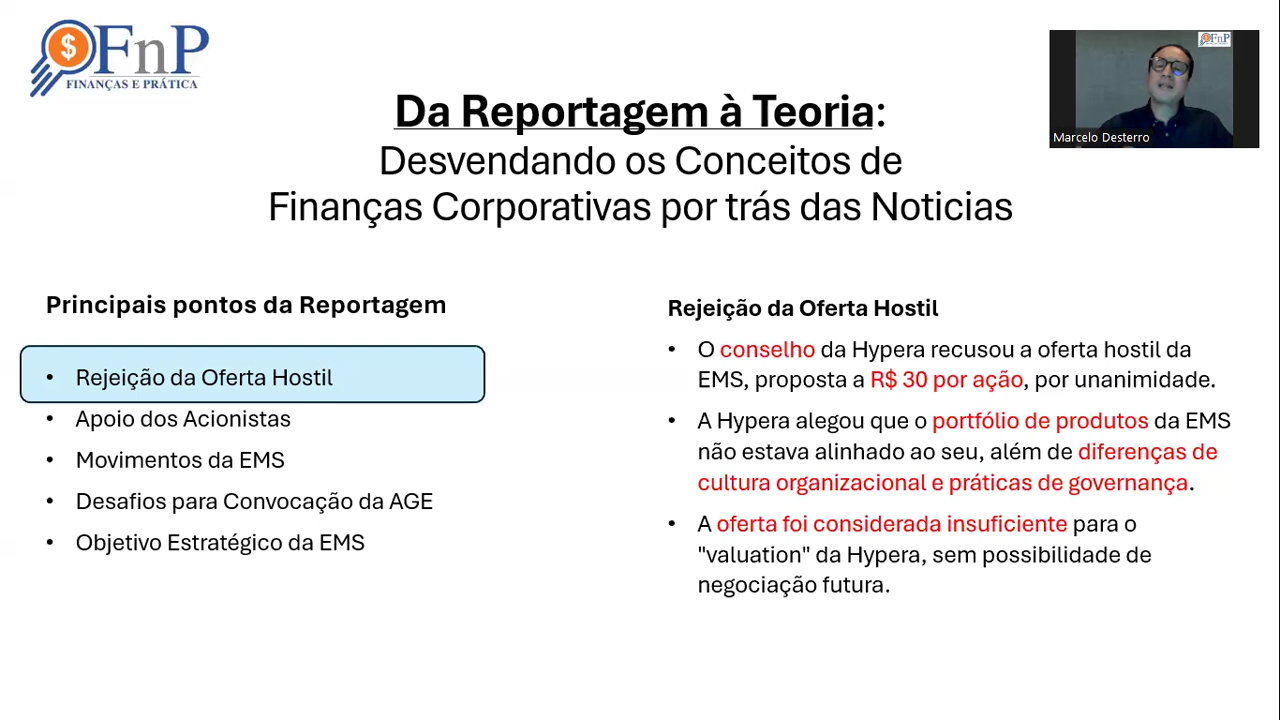 FnP
FINANÇAS E PRÁTICA
FnP
Marcelo Desterro
Da Reportagem à Teoria:
Desvendando os Conceitos de
Finanças Corporativas por trás das Noticias
Principais pontos da Reportagem
• Rejeição da Oferta Hostil
• Apoio dos Acionistas
• Movimentos da EMS
• Desafios para Convocação da AGE
• Objetivo Estratégico da EMS
Rejeição da Oferta Hostil
• O conselho da Hypera recusou a oferta hostil da
EMS, proposta a R$ 30 por ação, por unanimidade.
• A Hypera alegou que o portfólio de produtos da EMS
não estava alinhado ao seu, além de diferenças de
cultura organizacional e práticas de governança.
• A oferta foi considerada insuficiente para o
"valuation" da Hypera, sem possibilidade de
negociação futura.